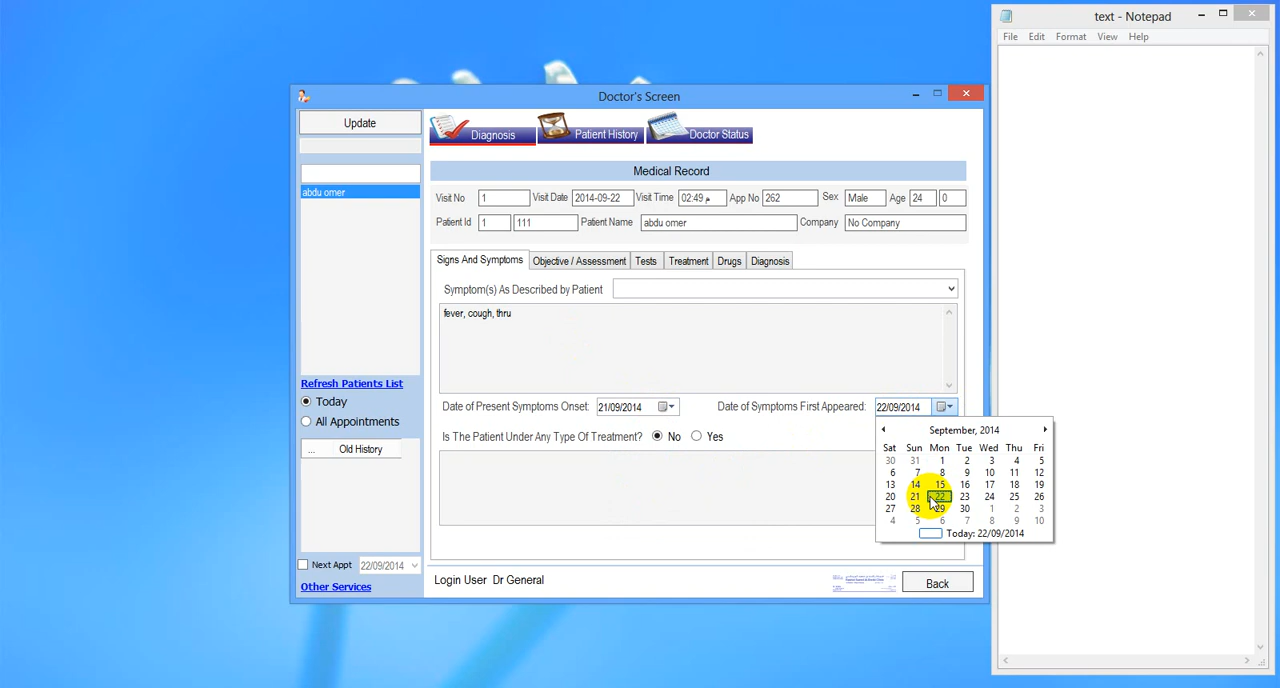 text - Notepad
File Edit Format View Help
Doctor's Screen
Update
Diagnosis
Patient History
Doctor Status
Medical Record
Visit No 1 Visit Date 2014-09-22 Visit Time 02:49 م App No 262 Sex Male Age 24 0
Patient Id 1 111 Patient Name abdu omer Company No Company
abdu omer
Signs And Symptoms Objective / Assessment Tests Treatment Drugs Diagnosis
Symptom(s) As Described by Patient
fever, cough, thru
Refresh Patients List
Today
All Appointments
... Old History
Date of Present Symptoms Onset: 21/09/2014 Date of Symptoms First Appeared: 22/09/2014
Is The Patient Under Any Type Of Treatment? No Yes
September, 2014
Sat Sun Mon Tue Wed Thu Fri
30 31 1 2 3 4 5
6 7 8 9 10 11 12
13 14 15 16 17 18 19
20 21 22 23 24 25 26
27 28 29 30 1 2 3
4 5 6 7 8 9 10
Today: 22/09/2014
Next Appt 22/09/2014
Other Services
Login User Dr General
Back